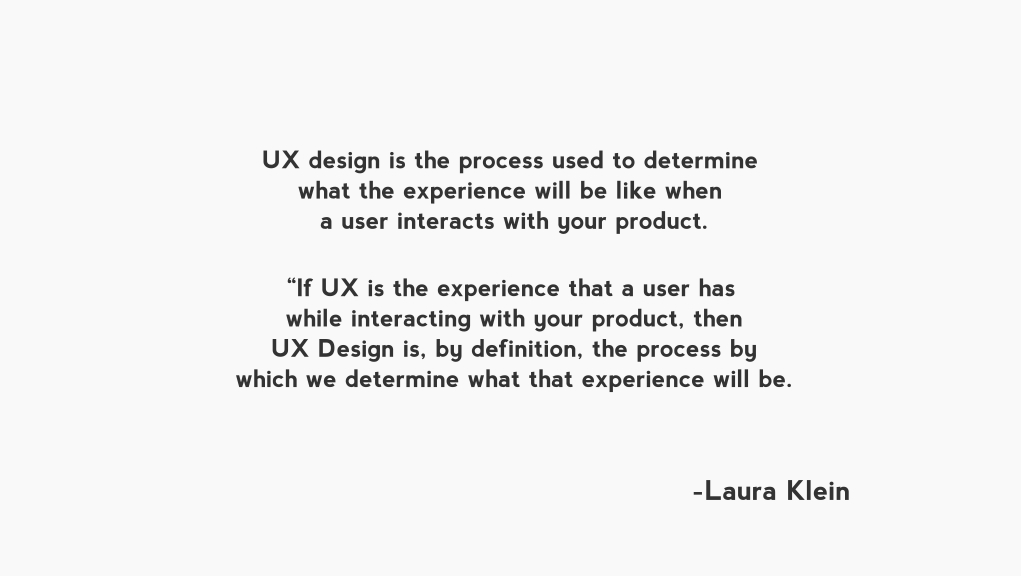 UX design is the process used to determine
what the experience will be like when
a user interacts with your product.
“If UX is the experience that a user has
while interacting with your product, then
UX Design is, by definition, the process by
which we determine what that experience will be.
-Laura Klein